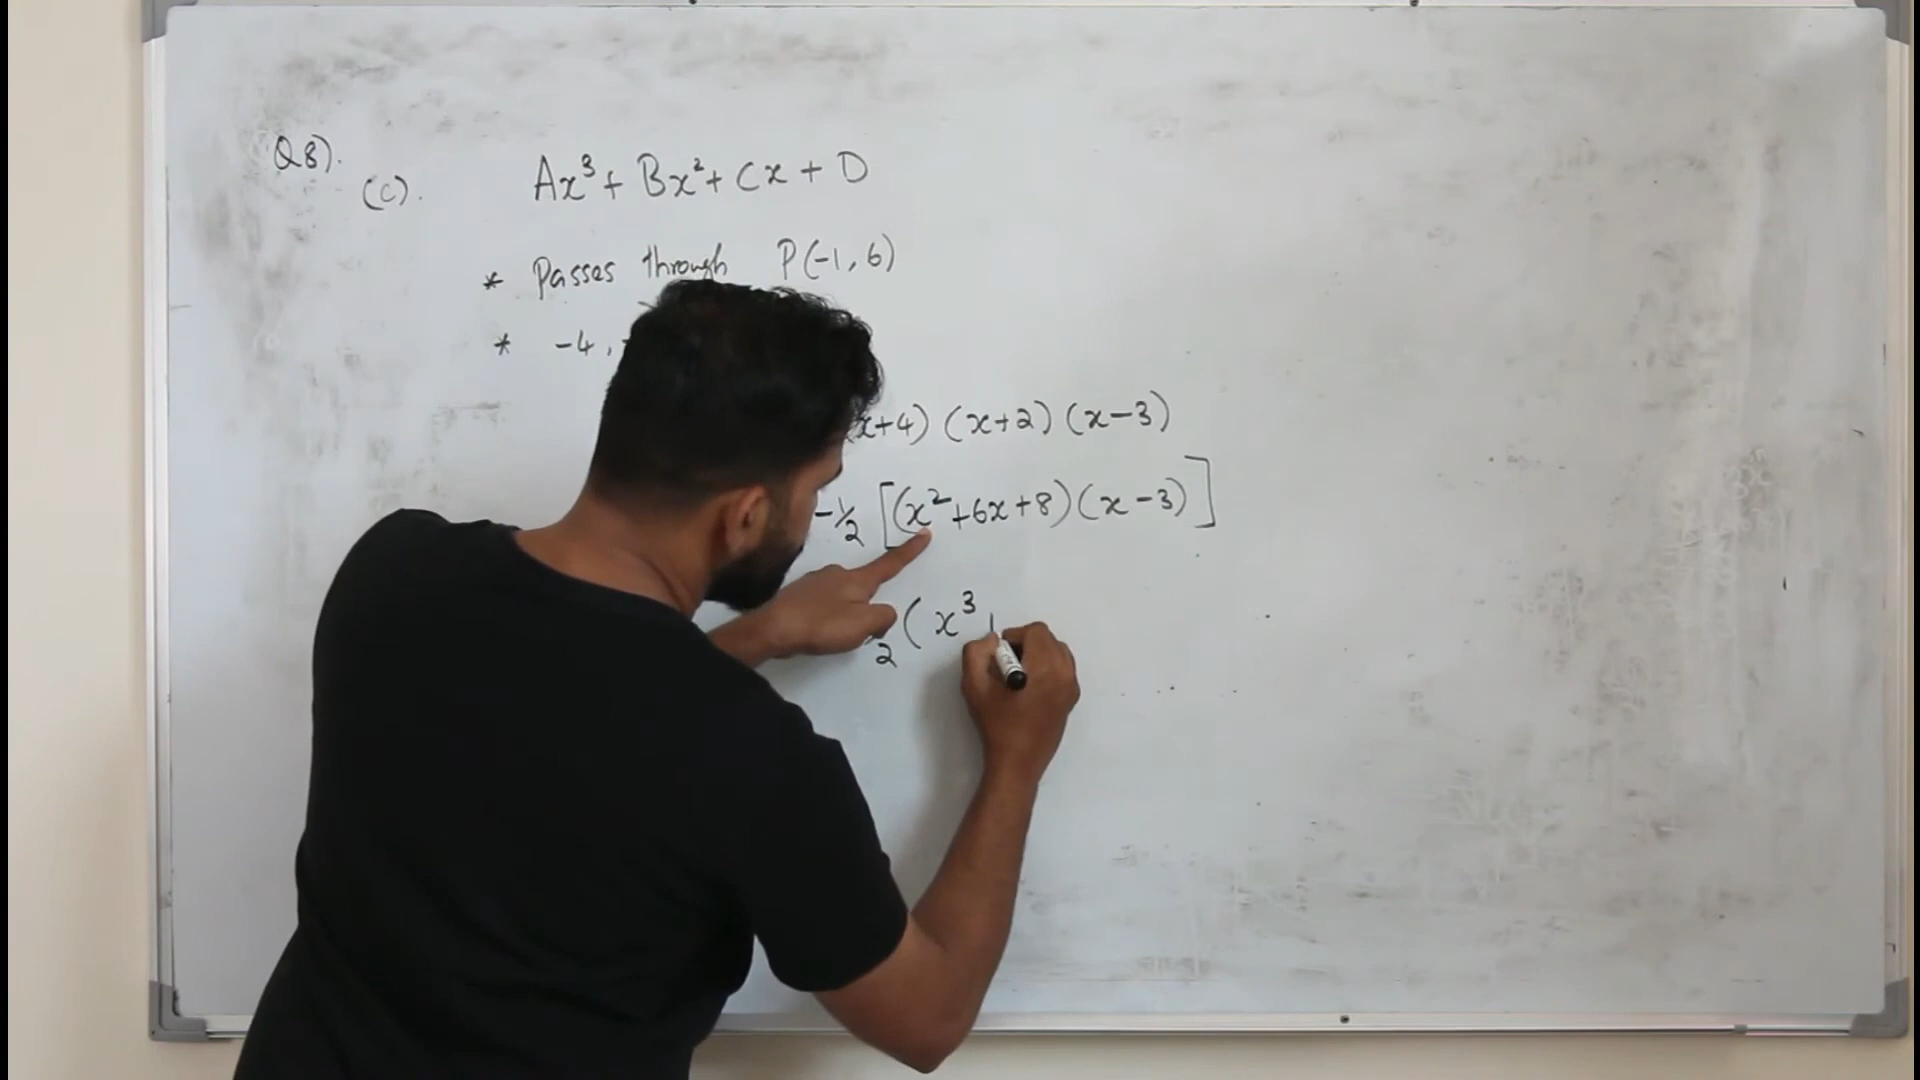 Q8).
(c). Ax³ + Bx² + Cx + D
* Passes through P(-1, 6)
* -4, -
(x+4) (x+2) (x-3)
-1/2 [(x² + 6x + 8)(x - 3)]
2 ( x³